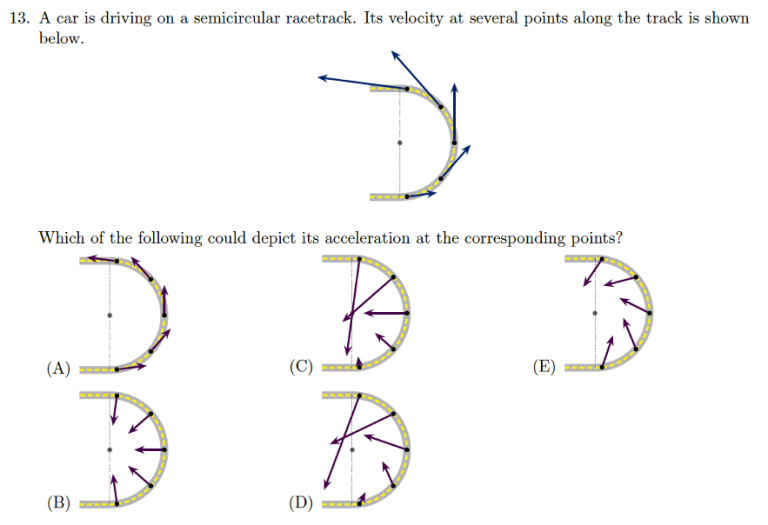 13. A car is driving on a semicircular racetrack. Its velocity at several points along the track is shown
below.
Which of the following could depict its acceleration at the corresponding points?
(A)
(C)
(E)
(B)
(D)